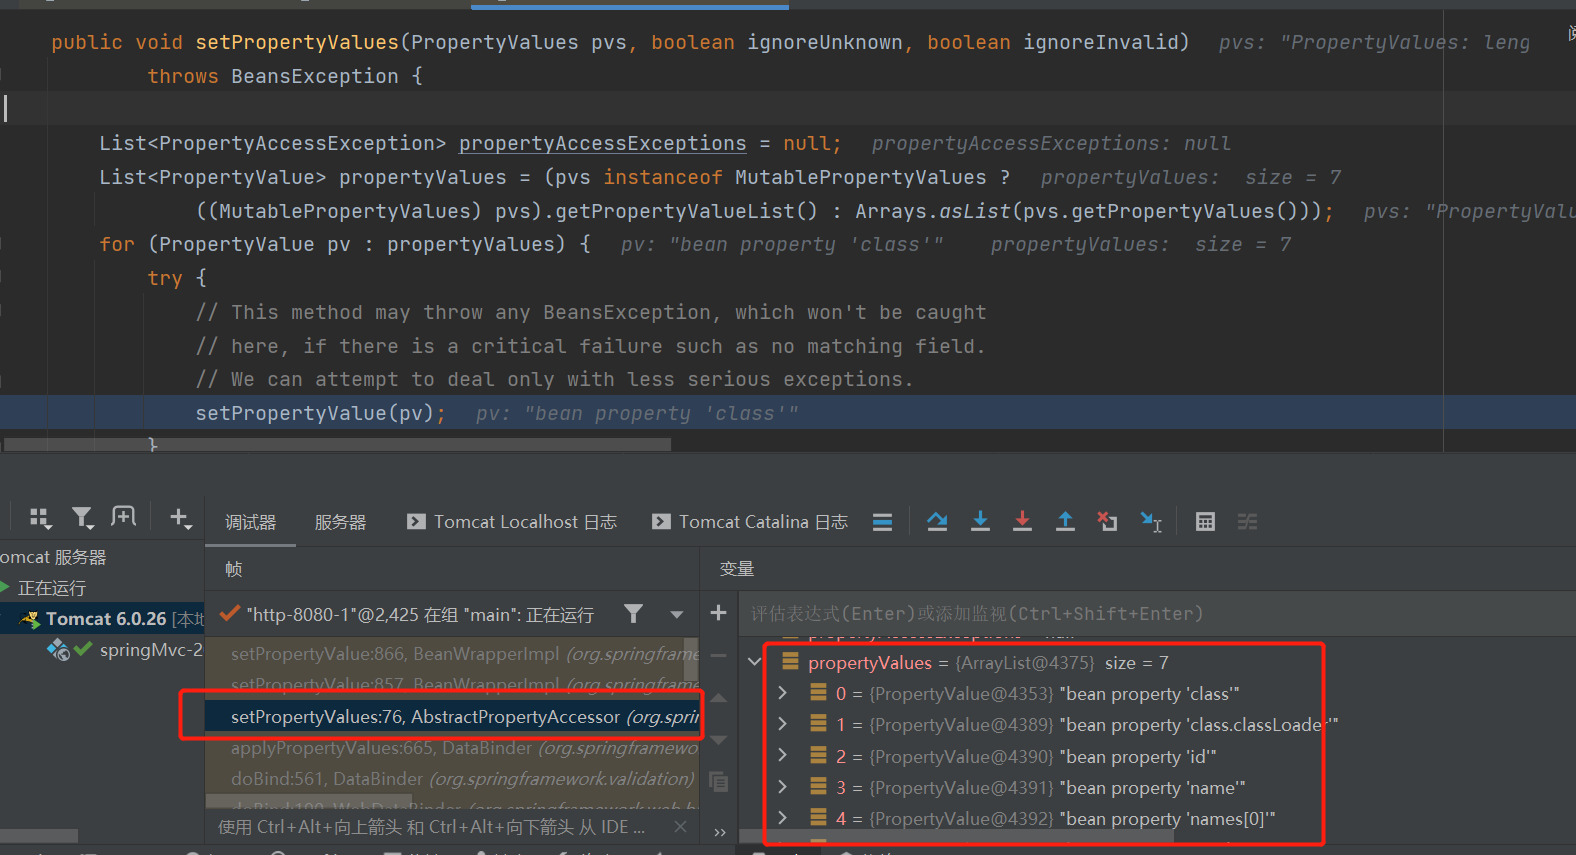 public void setPropertyValues(PropertyValues pvs, boolean ignoreUnknown, boolean ignoreInvalid) pvs: "PropertyValues: leng
throws BeansException {
List<PropertyAccessException> propertyAccessExceptions = null; propertyAccessExceptions: null
List<PropertyValue> propertyValues = (pvs instanceof MutablePropertyValues ? propertyValues: size = 7
((MutablePropertyValues) pvs).getPropertyValueList() : Arrays.asList(pvs.getPropertyValues())); pvs: "PropertyValu
for (PropertyValue pv : propertyValues) { pv: "bean property 'class'" propertyValues: size = 7
try {
// This method may throw any BeansException, which won't be caught
// here, if there is a critical failure such as no matching field.
// We can attempt to deal only with less serious exceptions.
setPropertyValue(pv); pv: "bean property 'class'"
}
调试器 服务器 Tomcat Localhost 日志 Tomcat Catalina 日志
omcat 服务器
正在运行
Tomcat 6.0.26 [本地
springMvc-2
帧
"http-8080-1"@2,425 在组 "main": 正在运行
setPropertyValue:866, BeanWrapperImpl (org.springframe
setPropertyValue:857, BeanWrapperImpl (org.springframe
setPropertyValues:76, AbstractPropertyAccessor (org.sprin
applyPropertyValues:665, DataBinder (org.springframewo
doBind:561, DataBinder (org.springframework.validation)
doBind:190, WebDataBinder (org.springframework.web.b
使用 Ctrl+Alt+向上箭头 和 Ctrl+Alt+向下箭头 从 IDE ...
变量
评估表达式(Enter)或添加监视(Ctrl+Shift+Enter)
propertyAccessExceptions = null
propertyValues = {ArrayList@4375} size = 7
0 = {PropertyValue@4353} "bean property 'class'"
1 = {PropertyValue@4389} "bean property 'class.classLoader'"
2 = {PropertyValue@4390} "bean property 'id'"
3 = {PropertyValue@4391} "bean property 'name'"
4 = {PropertyValue@4392} "bean property 'names[0]'"